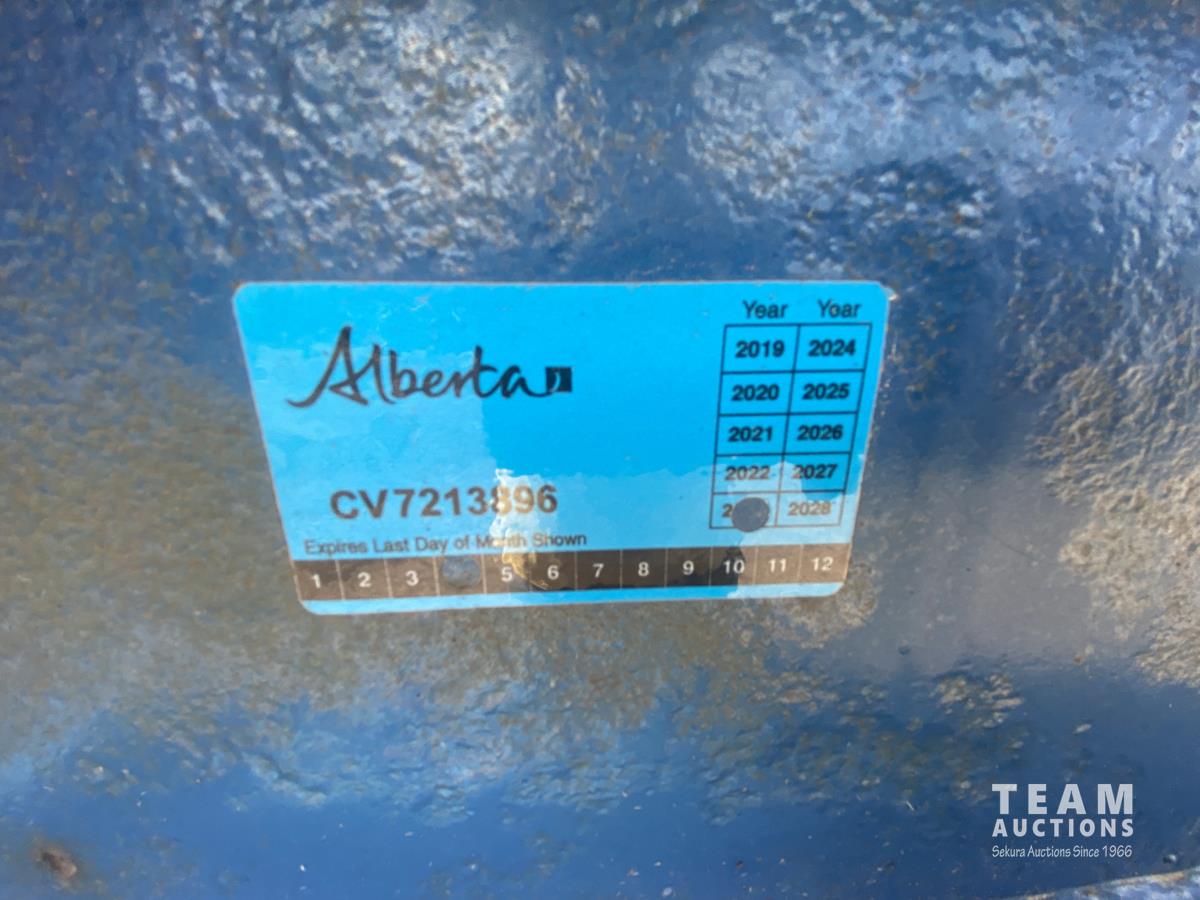 Alberta
Year Year
2019 2024
2020 2025
2021 2026
2022 2027
2028
CV7213896
Expires Last Day of Month Shown
1 2 3 5 6 7 8 9 10 11 12
TEAM
AUCTIONS
Sekura Auctions Since 1966